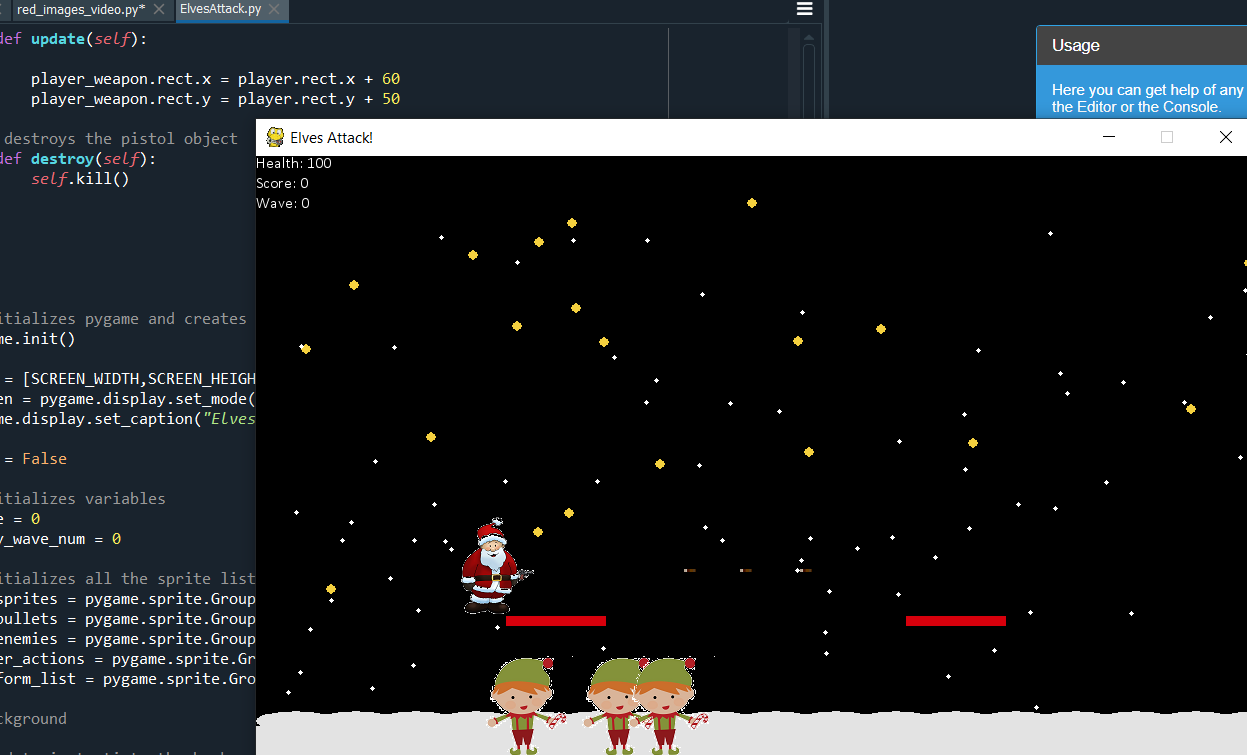 red_images_video.py*
ElvesAttack.py
def update(self):
player_weapon.rect.x = player.rect.x + 60
player_weapon.rect.y = player.rect.y + 50
destroys the pistol object
def destroy(self):
self.kill()
Usage
Here you can get help of any
the Editor or the Console.
Elves Attack!
Health: 100
Score: 0
Wave: 0
itializes pygame and creates
me.init()
= [SCREEN_WIDTH,SCREEN_HEIGH
en = pygame.display.set_mode(
me.display.set_caption("Elves
= False
itializes variables
e = 0
y_wave_num = 0
itializes all the sprite list
sprites = pygame.sprite.Group
bullets = pygame.sprite.Group
enemies = pygame.sprite.Group
er_actions = pygame.sprite.Gr
form_list = pygame.sprite.Gro
ckground